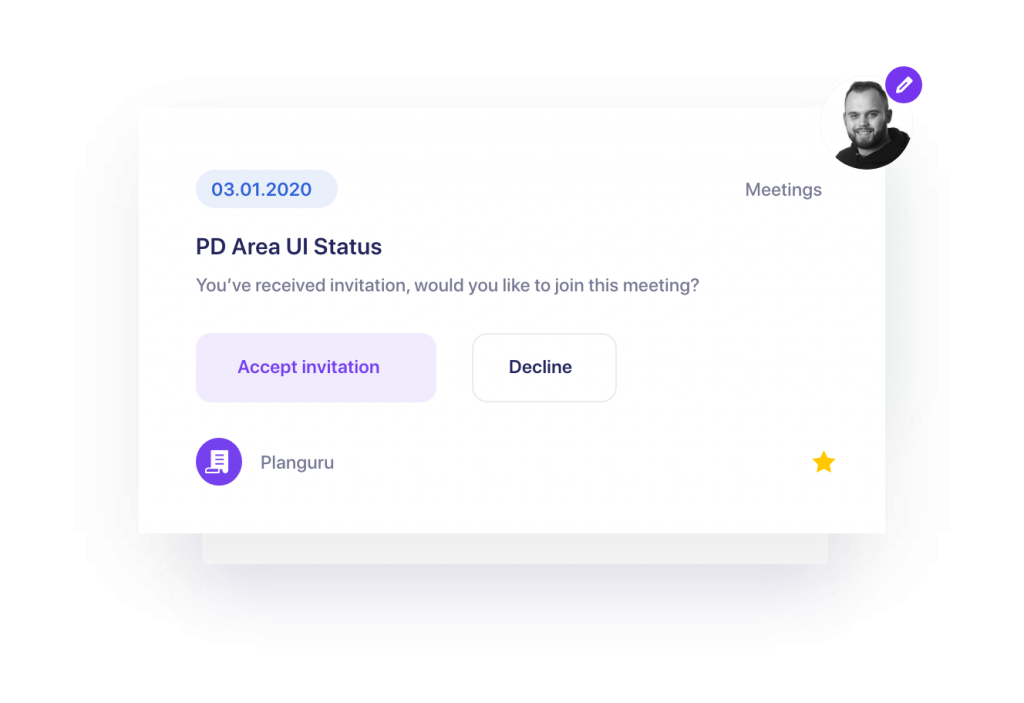 03.01.2020
Meetings
PD Area UI Status
You’ve received invitation, would you like to join this meeting?
Accept invitation
Decline
Planguru